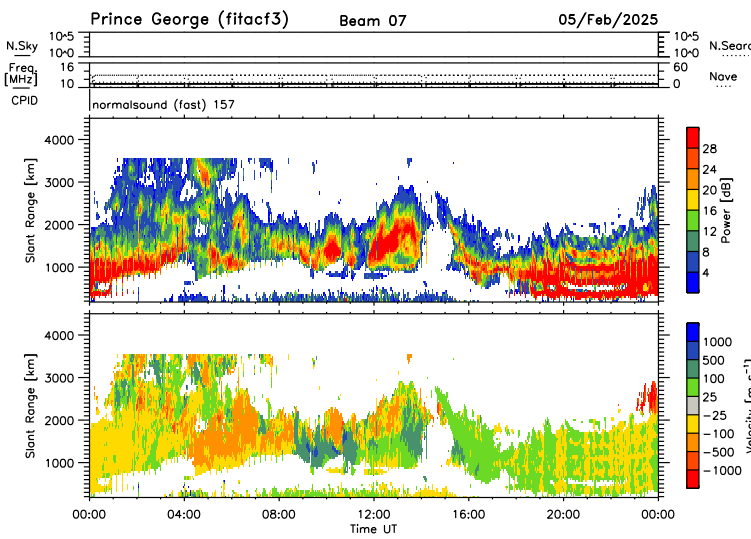 Prince George (fitacf3) Beam 07 05/Feb/2025
10^5 10^5
N.Sky N.Sear
10^0 10^0
Freq. 16 60
[MHz] Nave
10 0
CPID normalsound (fast) 157
4000
3000
2000
1000
Slant Range [km]
28
24
20
16
12
8
4
Power [dB]
4000
3000
2000
1000
Slant Range [km]
1000
500
100
25
-25
-100
-500
-1000
Velocity [m s⁻¹]
00:00 04:00 08:00 12:00 16:00 20:00 00:00
Time UT